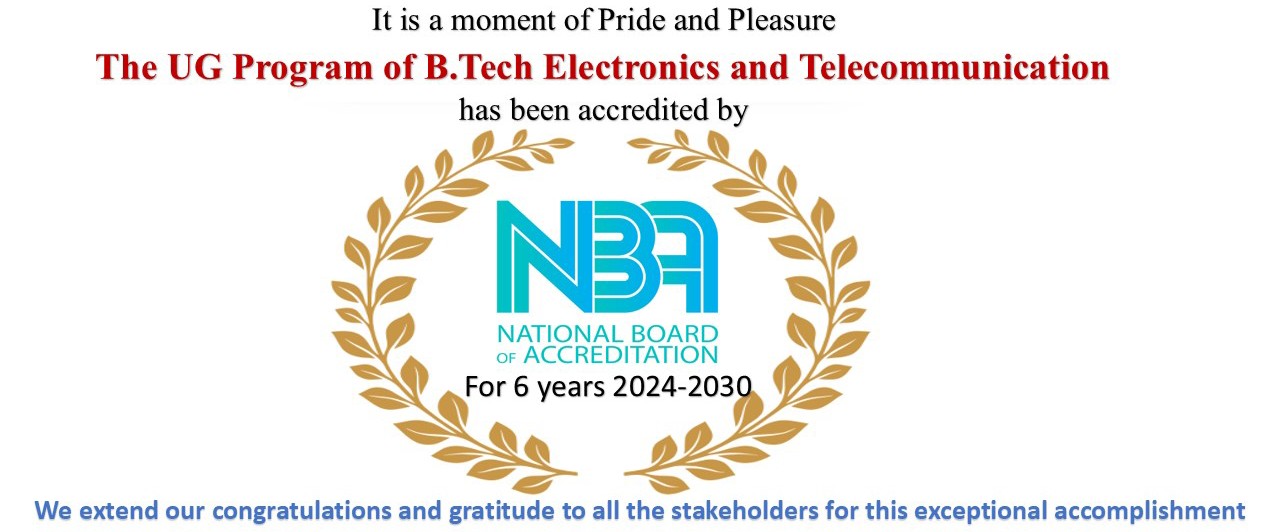 It is a moment of Pride and Pleasure
The UG Program of B.Tech Electronics and Telecommunication
has been accredited by
NBA
NATIONAL BOARD
OF ACCREDITATION
For 6 years 2024-2030
We extend our congratulations and gratitude to all the stakeholders for this exceptional accomplishment